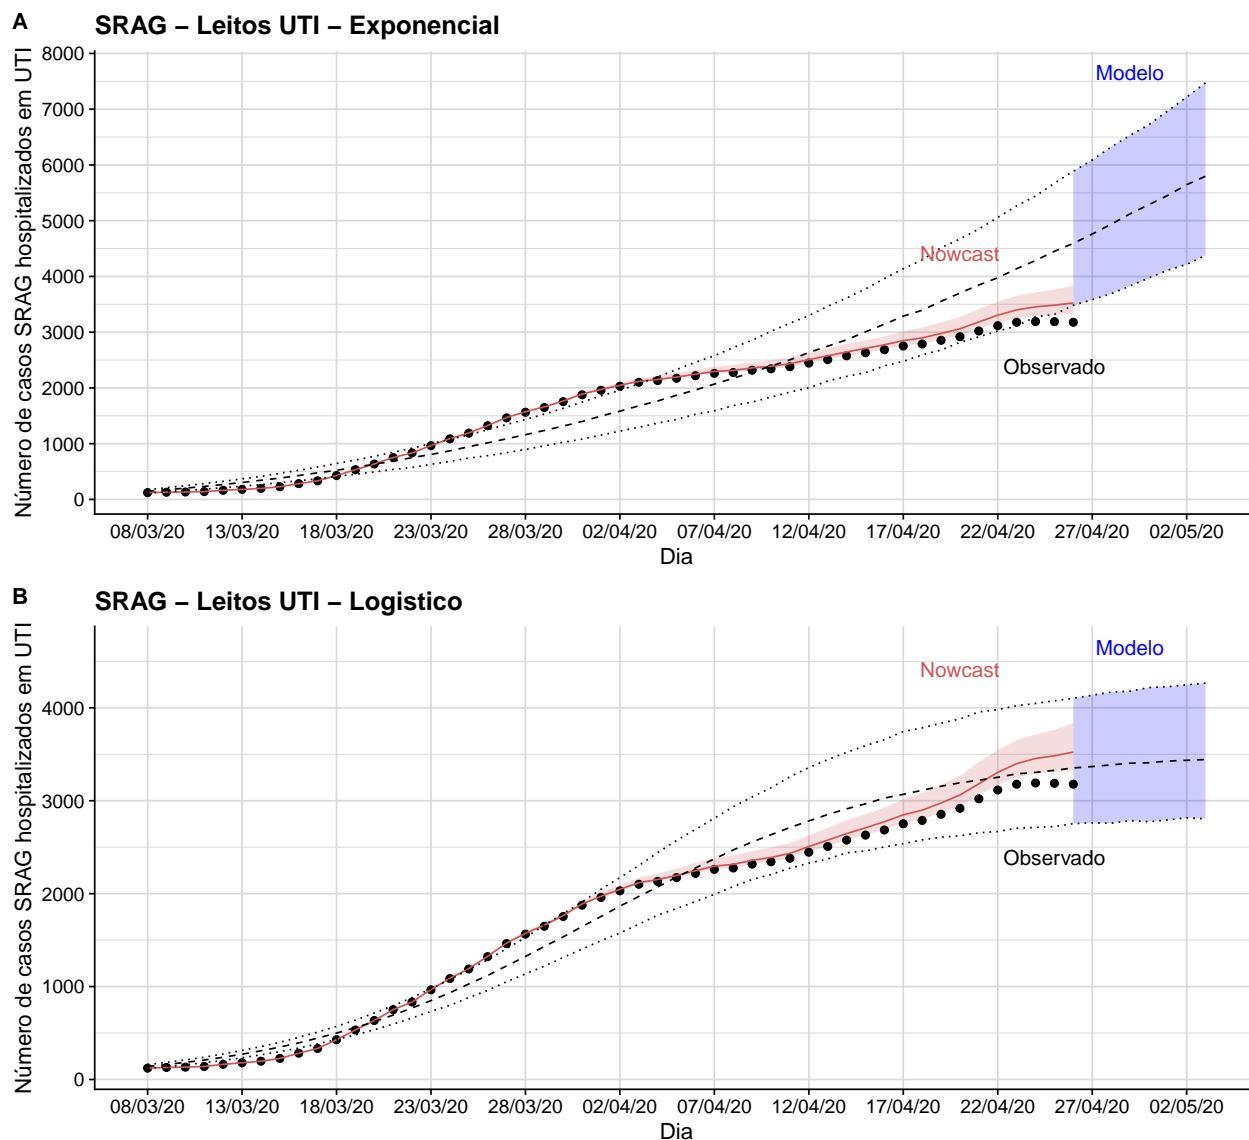 A
SRAG – Leitos UTI – Exponencial
Número de casos SRAG hospitalizados em UTI
8000
7000
6000
5000
4000
3000
2000
1000
0
Modelo
Nowcast
Observado
08/03/20 13/03/20 18/03/20 23/03/20 28/03/20 02/04/20 07/04/20 12/04/20 17/04/20 22/04/20 27/04/20 02/05/20
Dia
B
SRAG – Leitos UTI – Logistico
Número de casos SRAG hospitalizados em UTI
4000
3000
2000
1000
0
Modelo
Nowcast
Observado
08/03/20 13/03/20 18/03/20 23/03/20 28/03/20 02/04/20 07/04/20 12/04/20 17/04/20 22/04/20 27/04/20 02/05/20
Dia